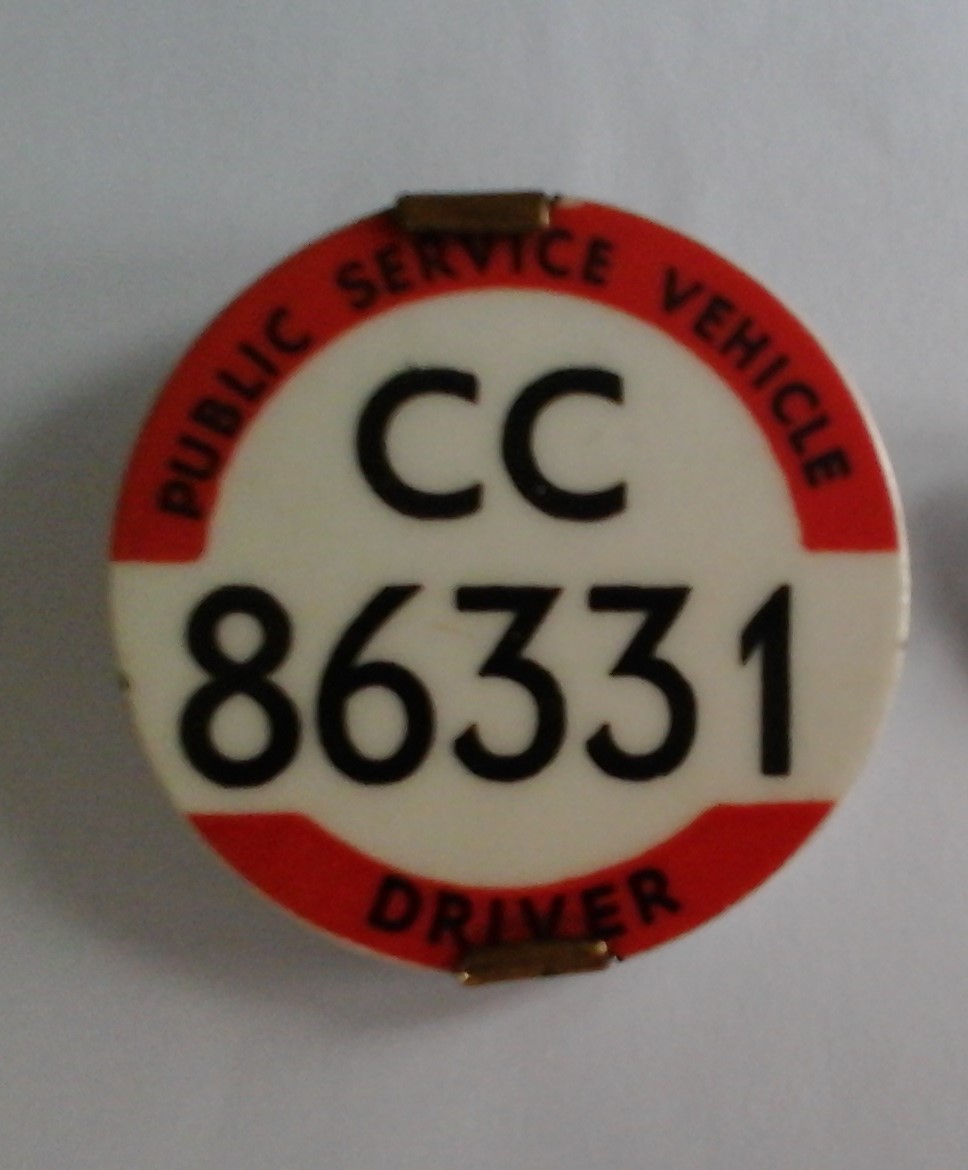 PUBLIC SERVICE VEHICLE
CC
86331
DRIVER